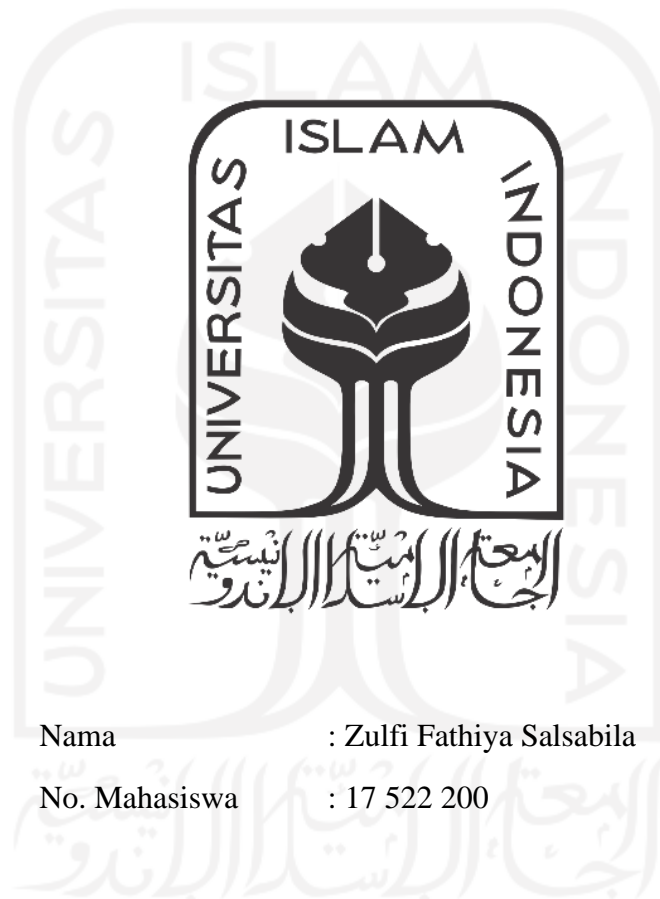 ISLAM
UNIVERSITAS
INDONESIA
الجامعة الإسلامية الإندونيسية
Nama : Zulfi Fathiya Salsabila
No. Mahasiswa : 17 522 200